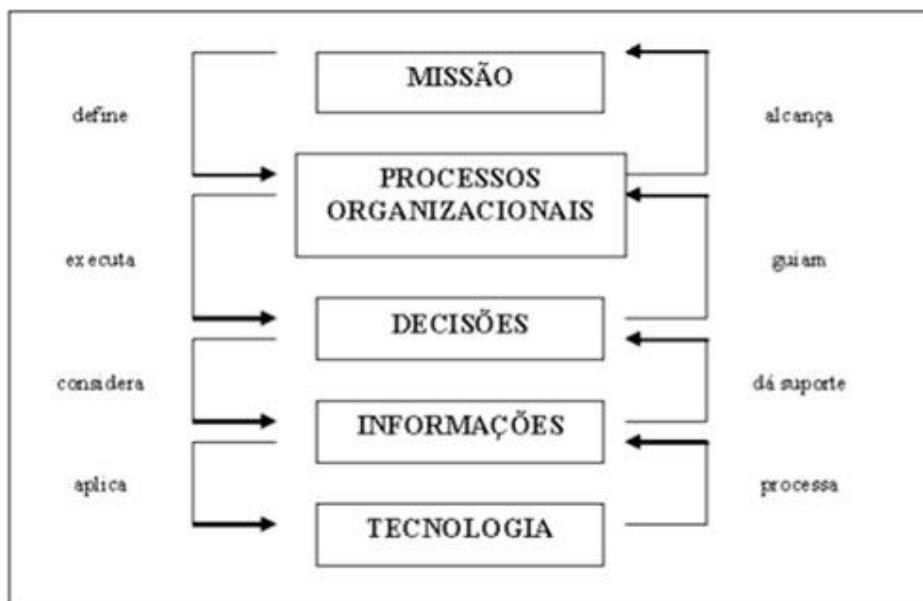 MISSÃO
define
alcança
PROCESSOS
ORGANIZACIONAIS
executa
guiam
DECISÕES
considera
dá suporte
INFORMAÇÕES
aplica
processa
TECNOLOGIA